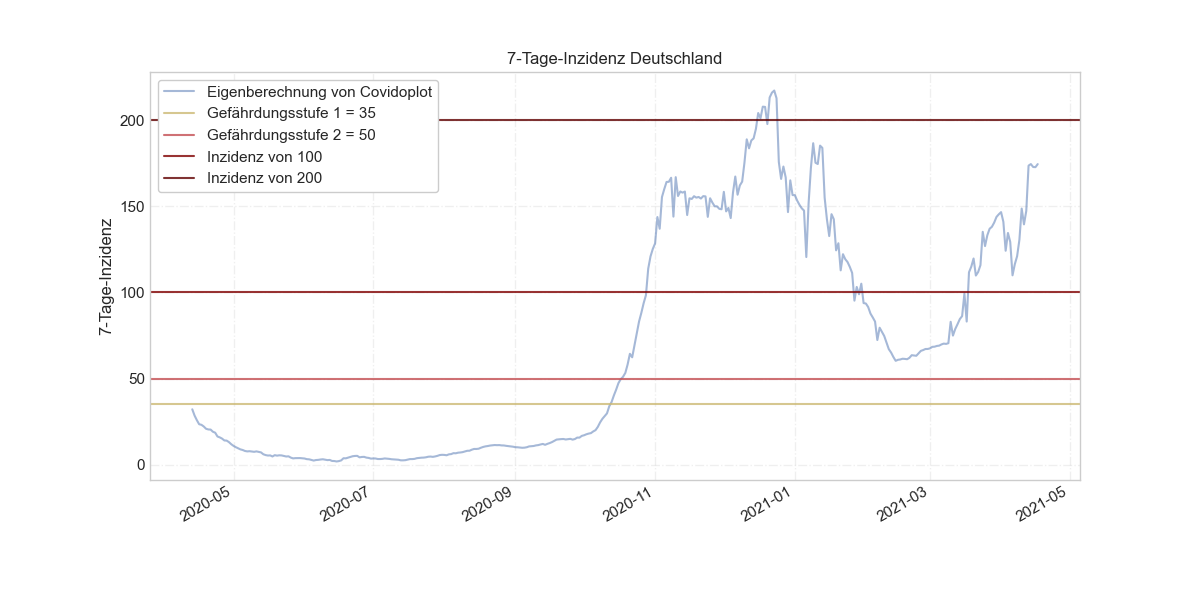 7-Tage-Inzidenz Deutschland
Eigenberechnung von Covidoplot
Gefährdungsstufe 1 = 35
Gefährdungsstufe 2 = 50
Inzidenz von 100
Inzidenz von 200
7-Tage-Inzidenz
200
150
100
50
0
2020-05
2020-07
2020-09
2020-11
2021-01
2021-03
2021-05